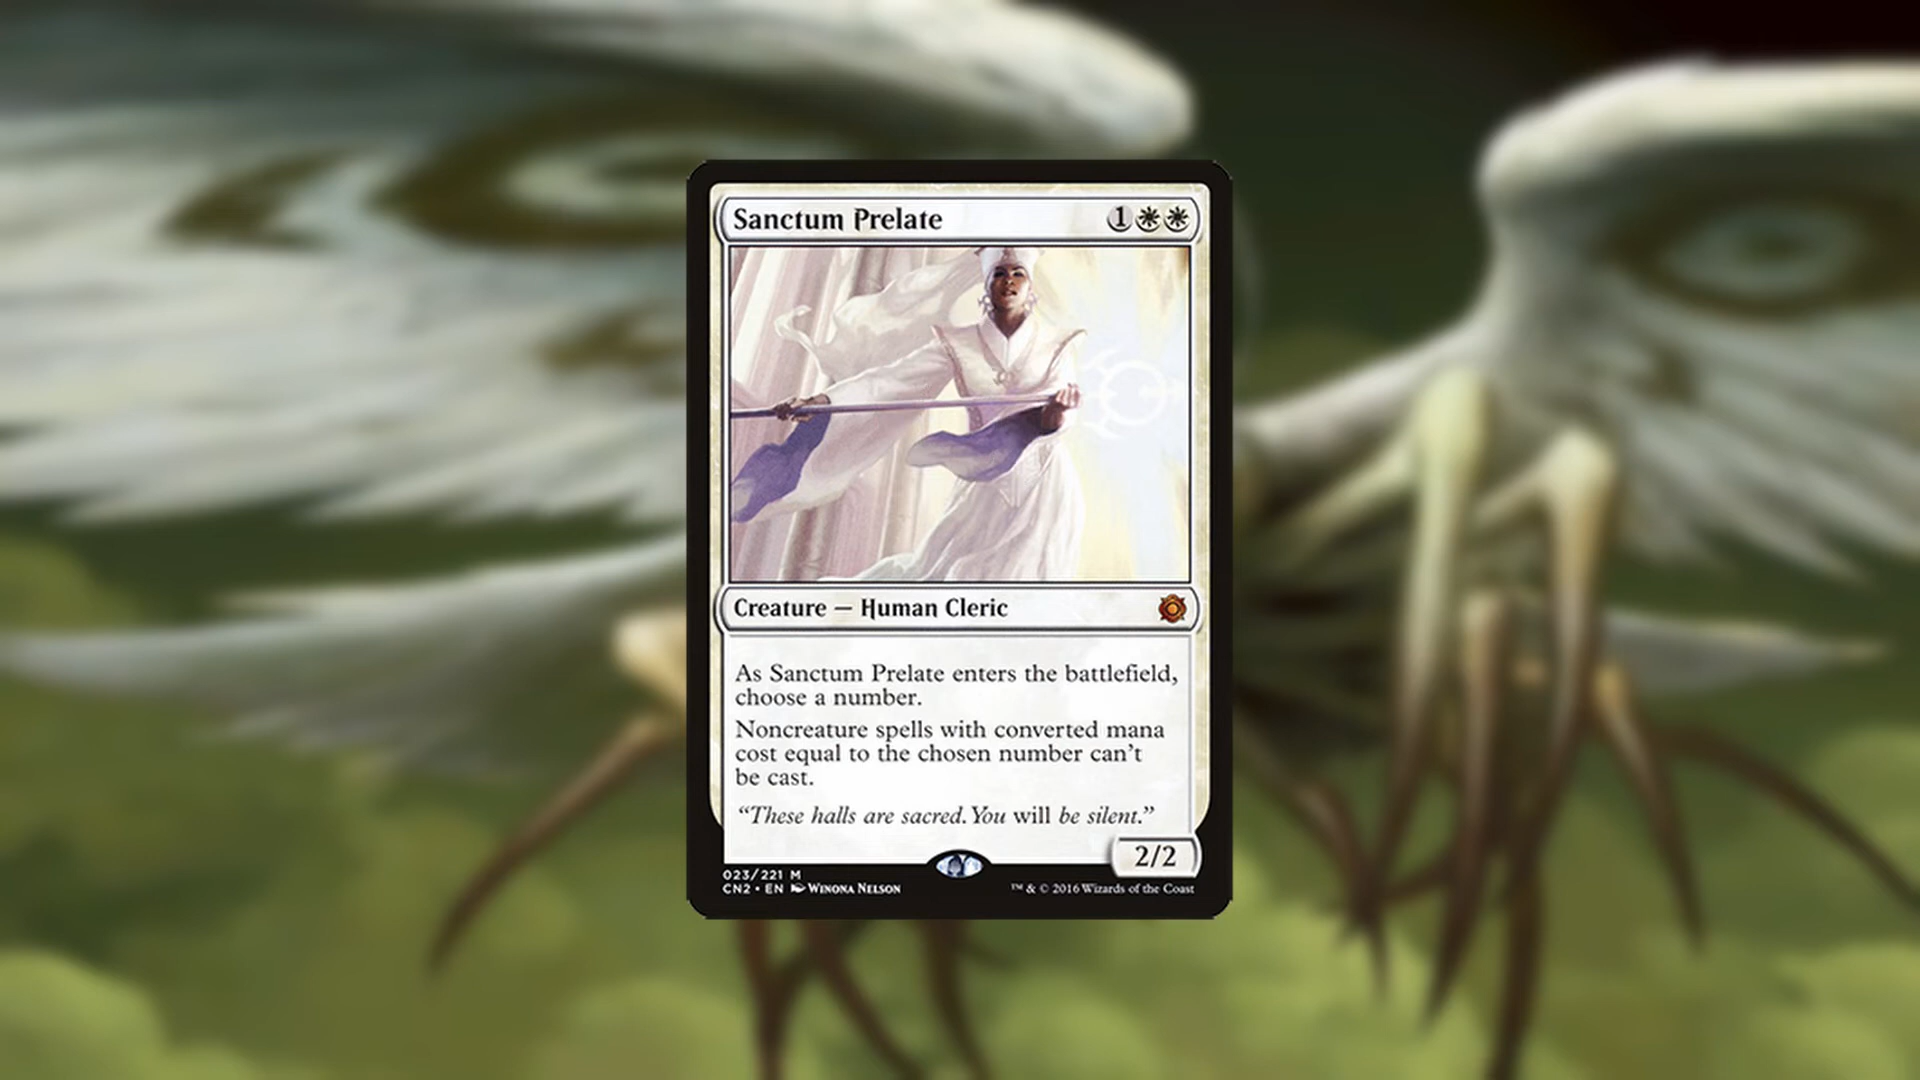 Sanctum Prelate 1
Creature — Human Cleric
As Sanctum Prelate enters the battlefield,
choose a number.
Noncreature spells with converted mana
cost equal to the chosen number can't
be cast.
“These halls are sacred. You will be silent.”
2/2
023/221 M
CN2 • EN Winona Nelson
™ & © 2016 Wizards of the Coast